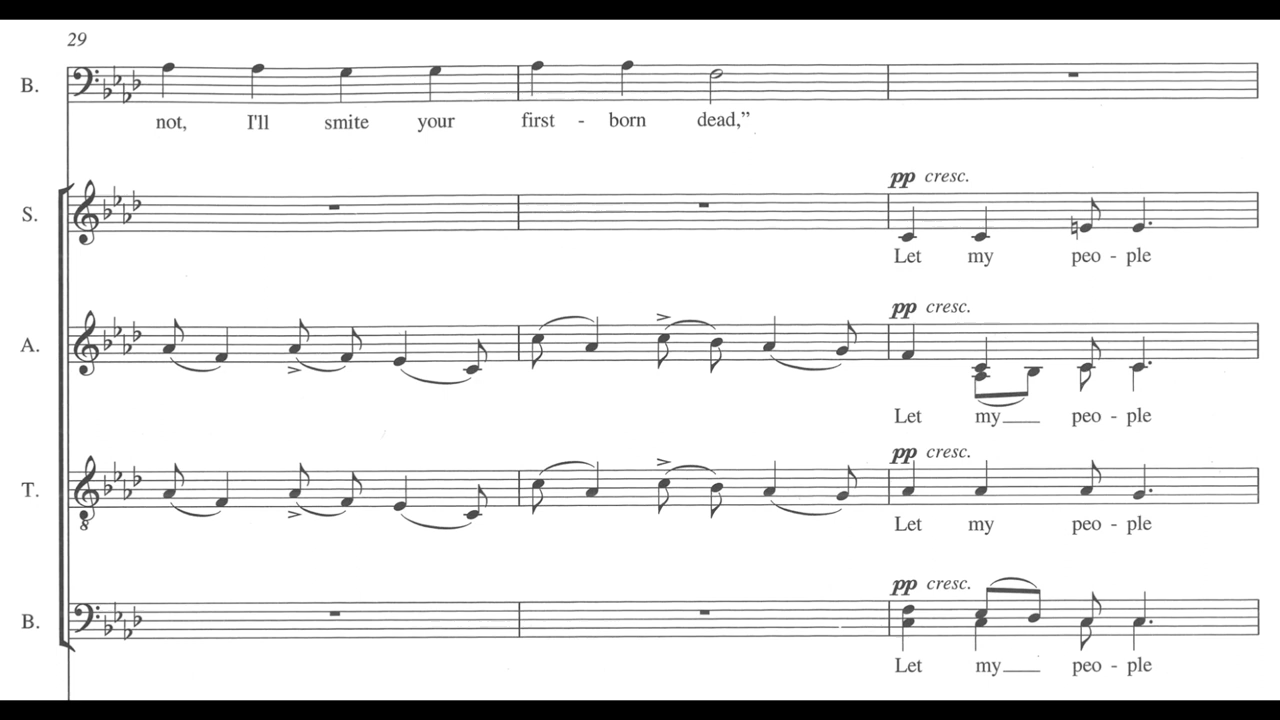 29
B.
not, I'll smite your first - born dead,”
S.
pp cresc.
Let my peo - ple
A.
pp cresc.
Let my peo - ple
T.
8
pp cresc.
Let my peo - ple
B.
pp cresc.
Let my peo - ple